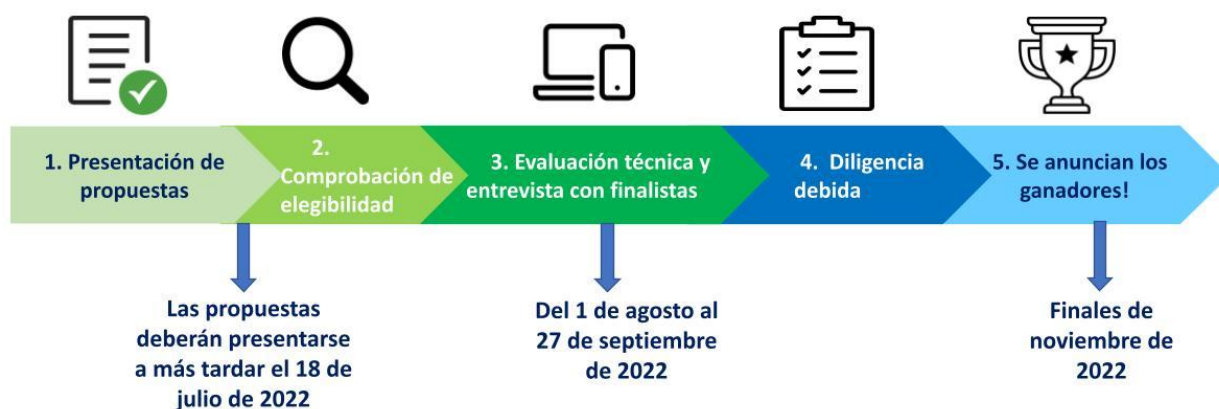 1. Presentación de
propuestas
2.
Comprobación de
elegibilidad
3. Evaluación técnica y
entrevista con finalistas
4. Diligencia
debida
5. Se anuncian los
ganadores!
Las propuestas
deberán presentarse
a más tardar el 18 de
julio de 2022
Del 1 de agosto al
27 de septiembre
de 2022
Finales de
noviembre de
2022